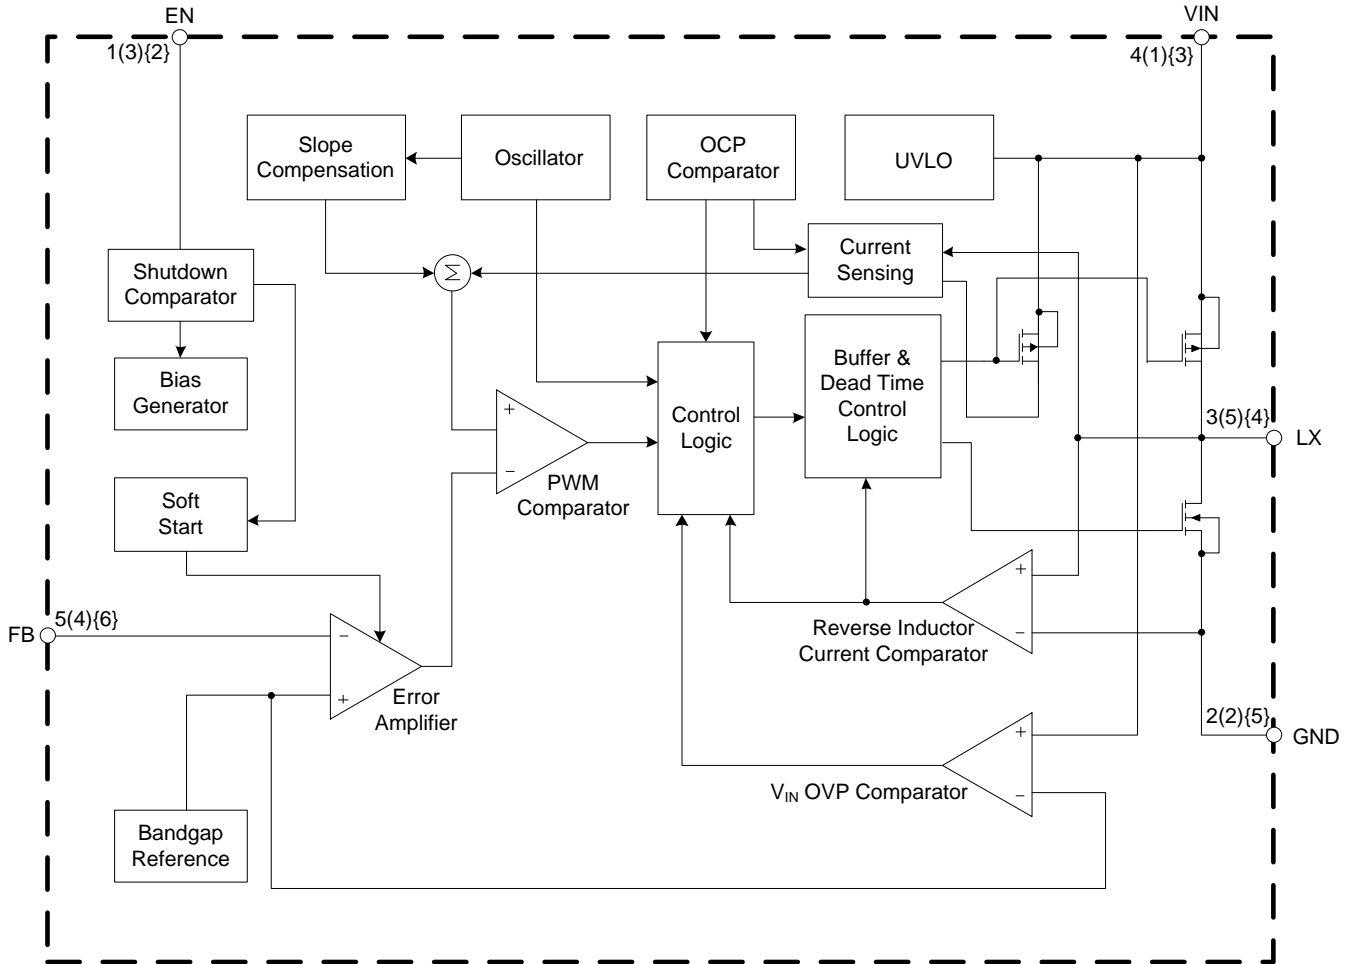 EN
VIN
1(3){2}
4(1){3}
Slope
Compensation
Oscillator
OCP
Comparator
UVLO
Shutdown
Comparator
Σ
Current
Sensing
Bias
Generator
Buffer &
Dead Time
Control
Logic
+
-
PWM
Comparator
Control
Logic
3(5){4}
LX
Soft
Start
+
-
Reverse Inductor
Current Comparator
5(4){6}
FB
-
+
Error
Amplifier
2(2){5}
GND
+
-
VIN OVP Comparator
Bandgap
Reference